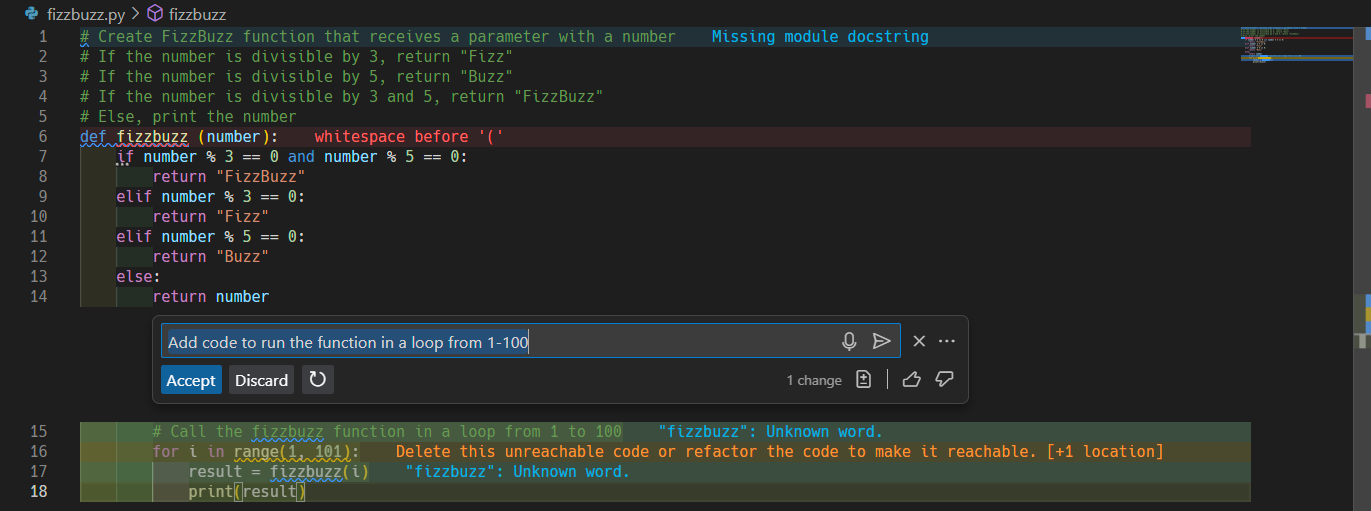 fizzbuzz.py > fizzbuzz
1 # Create FizzBuzz function that receives a parameter with a number Missing module docstring
2 # If the number is divisible by 3, return "Fizz"
3 # If the number is divisible by 5, return "Buzz"
4 # If the number is divisible by 3 and 5, return "FizzBuzz"
5 # Else, print the number
6 def fizzbuzz (number): whitespace before '('
7 if number % 3 == 0 and number % 5 == 0:
8 return "FizzBuzz"
9 elif number % 3 == 0:
10 return "Fizz"
11 elif number % 5 == 0:
12 return "Buzz"
13 else:
14 return number
Add code to run the function in a loop from 1-100
Accept Discard 1 change
15 # Call the fizzbuzz function in a loop from 1 to 100 "fizzbuzz": Unknown word.
16 for i in range(1, 101): Delete this unreachable code or refactor the code to make it reachable. [+1 location]
17 result = fizzbuzz(i) "fizzbuzz": Unknown word.
18 print(result)